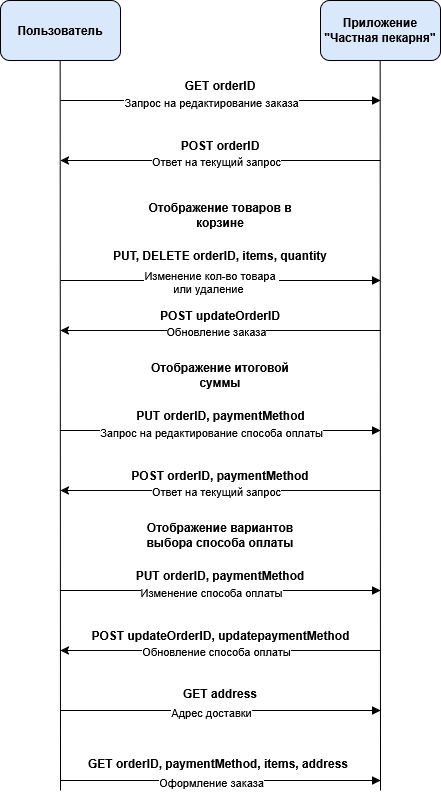 Пользователь
Приложение
"Частная пекарня"
GET orderID
Запрос на редактирование заказа
POST orderID
Ответ на текущий запрос
Отображение товаров в
корзине
PUT, DELETE orderID, items, quantity
Изменение кол-во товара
или удаление
POST updateOrderID
Обновление заказа
Отображение итоговой
суммы
PUT orderID, paymentMethod
Запрос на редактирование способа оплаты
POST orderID, paymentMethod
Ответ на текущий запрос
Отображение вариантов
выбора способа оплаты
PUT orderID, paymentMethod
Изменение способа оплаты
POST updateOrderID, updatepaymentMethod
Обновление способа оплаты
GET address
Адрес доставки
GET orderID, paymentMethod, items, address
Оформление заказа